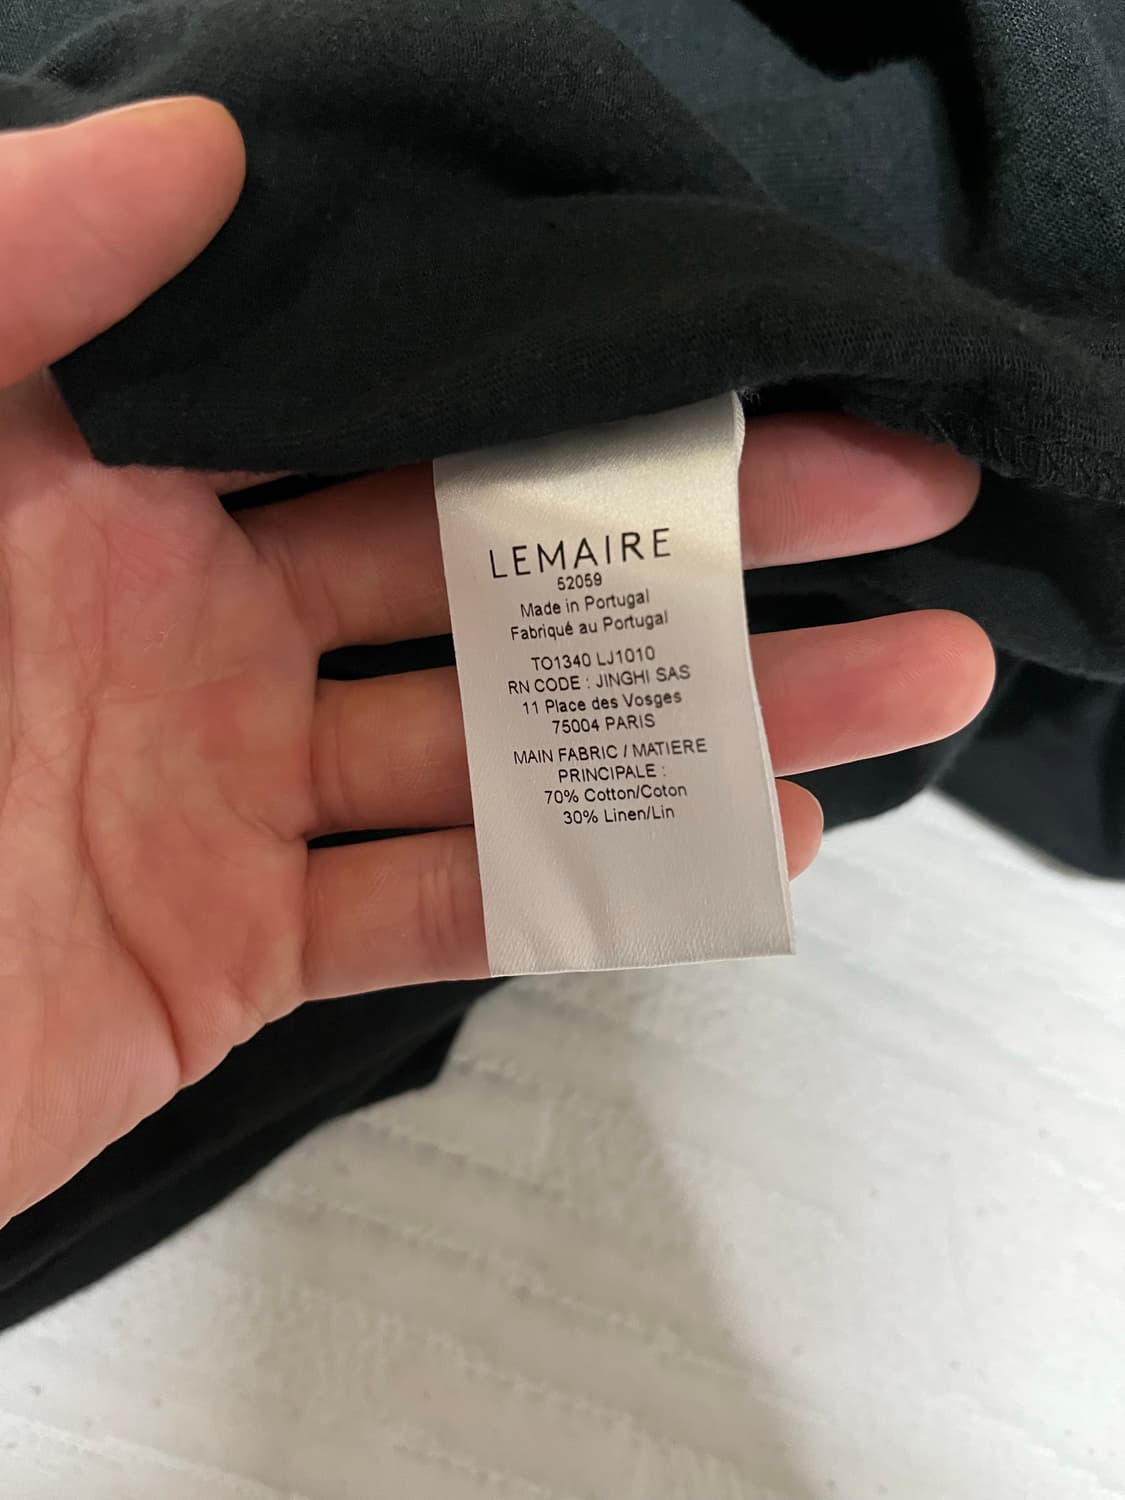 LEMAIRE
52059
Made in Portugal
Fabriqué au Portugal
TO1340 LJ1010
RN CODE : JINGHI SAS
11 Place des Vosges
75004 PARIS
MAIN FABRIC / MATIERE
PRINCIPALE :
70% Cotton/Coton
30% Linen/Lin